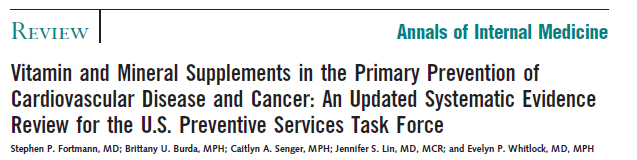 REVIEW
Annals of Internal Medicine
Vitamin and Mineral Supplements in the Primary Prevention of
Cardiovascular Disease and Cancer: An Updated Systematic Evidence
Review for the U.S. Preventive Services Task Force
Stephen P. Fortmann, MD; Brittany U. Burda, MPH; Caitlyn A. Senger, MPH; Jennifer S. Lin, MD, MCR; and Evelyn P. Whitlock, MD, MPH